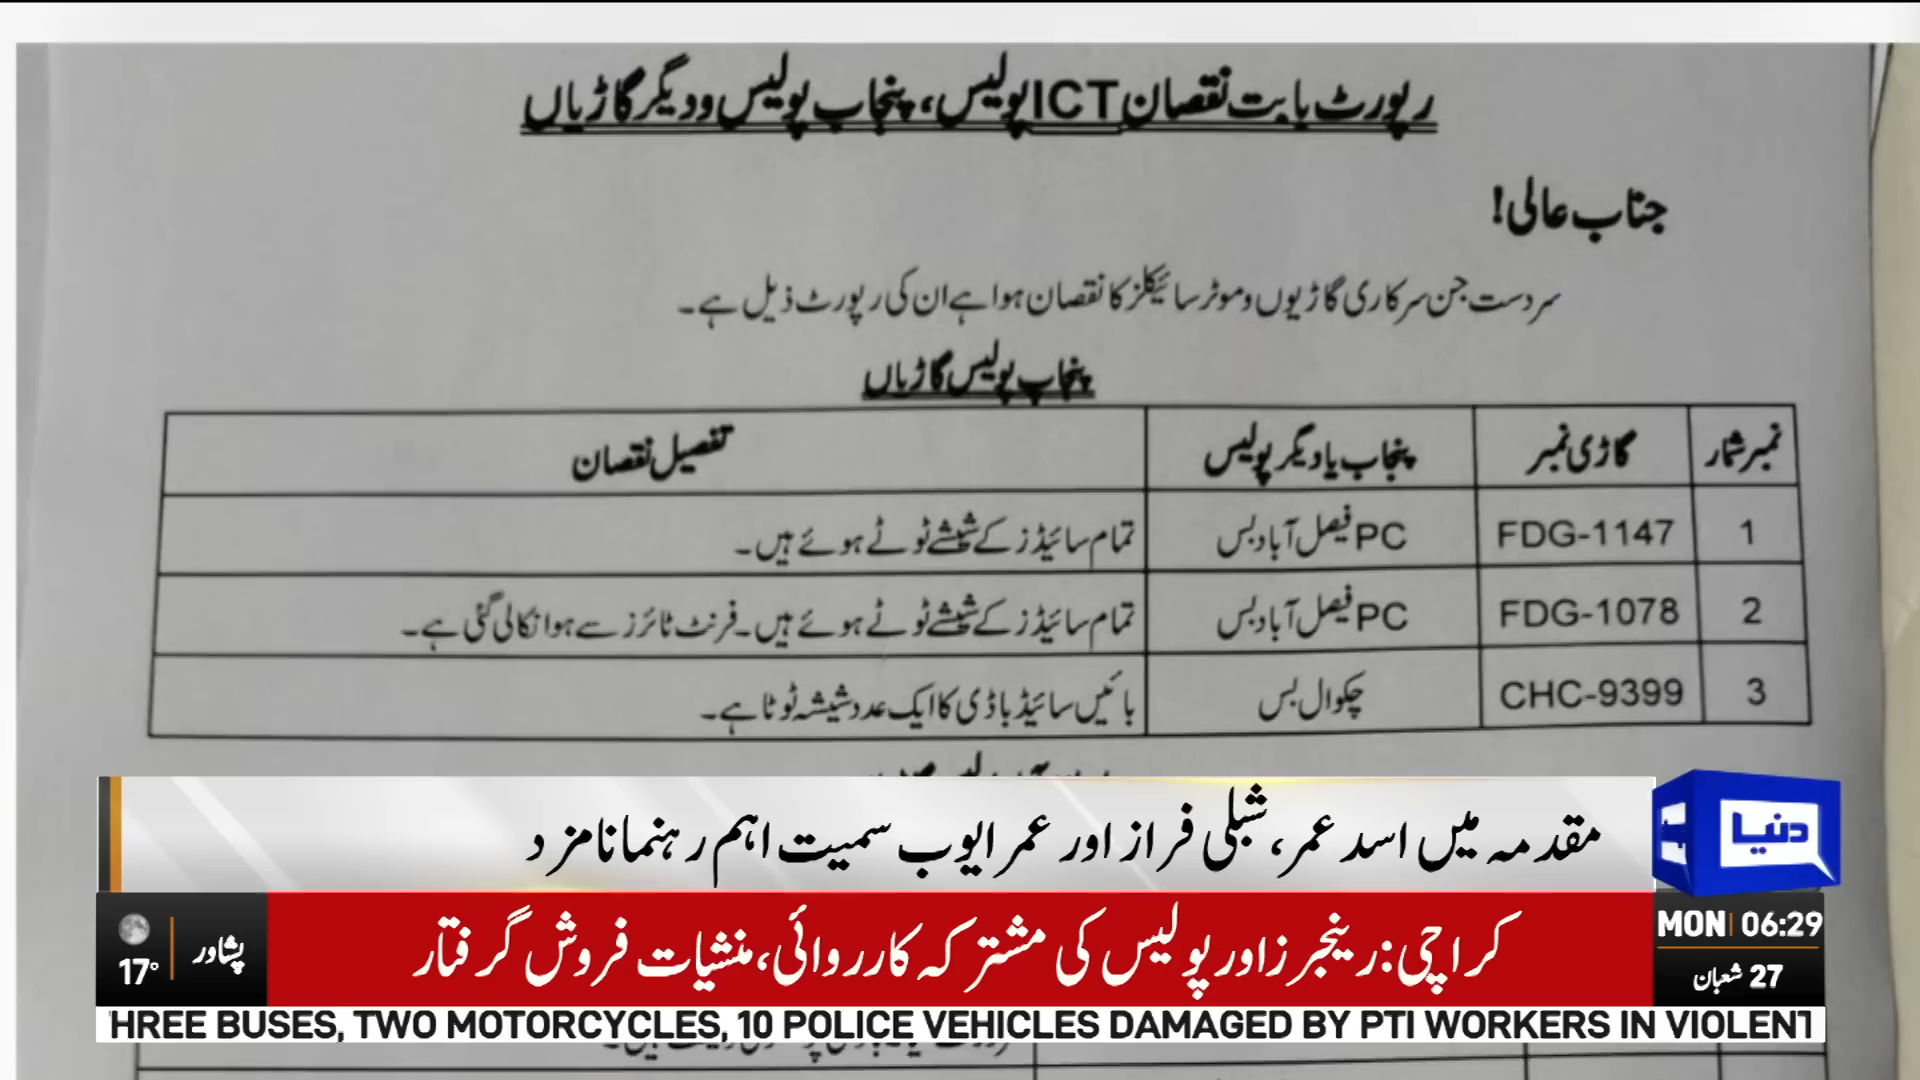 رپورٹ بابت نقصان ICT پولیس، پنجاب پولیس و دیگر گاڑیاں
جناب عالی!
سردست جن سرکاری گاڑیوں و موٹر سائیکلز کا نقصان ہوا ہے ان کی رپورٹ ذیل ہے۔
پنجاب پولیس گاڑیاں
نمبر شمار گاڑی نمبر پنجاب یا دیگر پولیس تفصیل نقصان
1 FDG-1147 PC فیصل آباد بس تمام سائیڈز کے شیشے ٹوٹے ہوئے ہیں۔
2 FDG-1078 PC فیصل آباد بس تمام سائیڈز کے شیشے ٹوٹے ہوئے ہیں۔ فرنٹ ٹائرز سے ہوا نکالی گئی ہے۔
3 CHC-9399 چکوال بس بائیں سائیڈ باڈی کا ایک عدد شیشہ ٹوٹا ہے۔
مقدمہ میں اسد عمر، شبلی فراز اور عمر ایوب سمیت اہم رہنما نامزد
دنیا
کراچی: رینجرز اور پولیس کی مشترکہ کارروائی، منشیات فروش گرفتار
MON 06:29
27 شعبان
پشاور
17°
HREE BUSES, TWO MOTORCYCLES, 10 POLICE VEHICLES DAMAGED BY PTI WORKERS IN VIOLENT